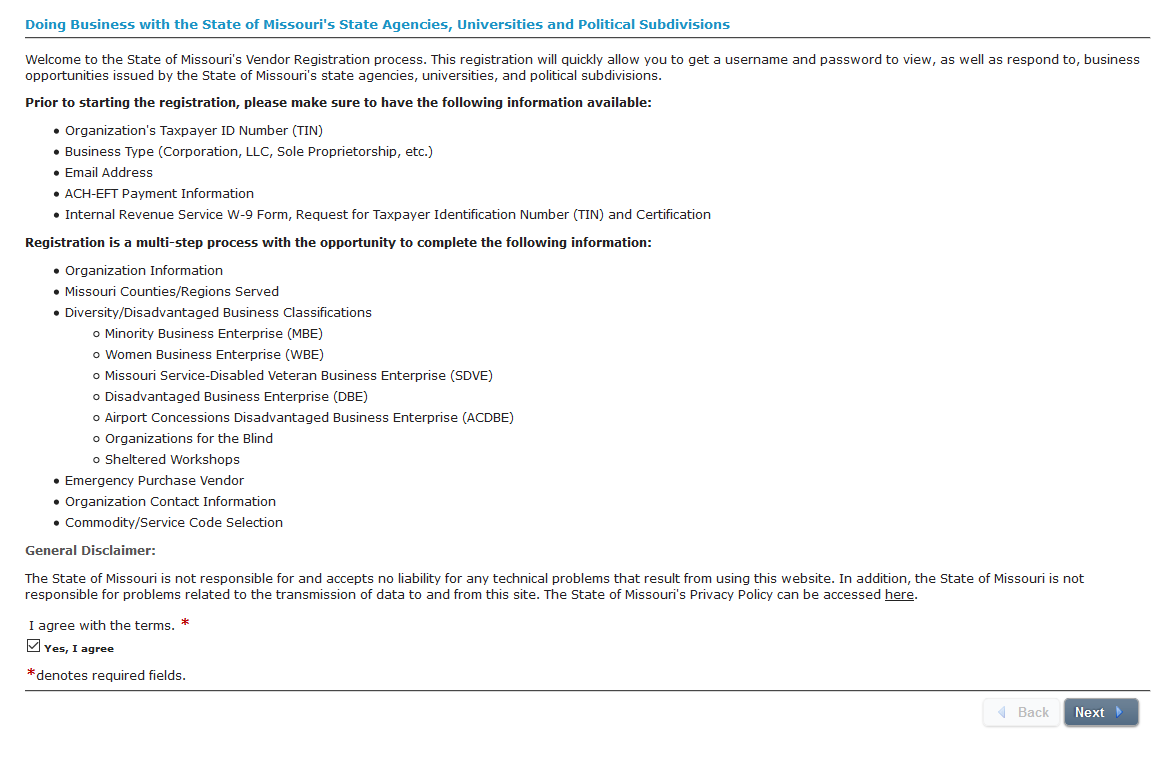 Doing Business with the State of Missouri's State Agencies, Universities and Political Subdivisions
Welcome to the State of Missouri's Vendor Registration process. This registration will quickly allow you to get a username and password to view, as well as respond to, business
opportunities issued by the State of Missouri's state agencies, universities, and political subdivisions.
Prior to starting the registration, please make sure to have the following information available:
• Organization's Taxpayer ID Number (TIN)
• Business Type (Corporation, LLC, Sole Proprietorship, etc.)
• Email Address
• ACH-EFT Payment Information
• Internal Revenue Service W-9 Form, Request for Taxpayer Identification Number (TIN) and Certification
Registration is a multi-step process with the opportunity to complete the following information:
• Organization Information
• Missouri Counties/Regions Served
• Diversity/Disadvantaged Business Classifications
o Minority Business Enterprise (MBE)
o Women Business Enterprise (WBE)
o Missouri Service-Disabled Veteran Business Enterprise (SDVE)
o Disadvantaged Business Enterprise (DBE)
o Airport Concessions Disadvantaged Business Enterprise (ACDBE)
o Organizations for the Blind
o Sheltered Workshops
• Emergency Purchase Vendor
• Organization Contact Information
• Commodity/Service Code Selection
General Disclaimer:
The State of Missouri is not responsible for and accepts no liability for any technical problems that result from using this website. In addition, the State of Missouri is not
responsible for problems related to the transmission of data to and from this site. The State of Missouri's Privacy Policy can be accessed here.
I agree with the terms. *
Yes, I agree
*denotes required fields.
Back Next